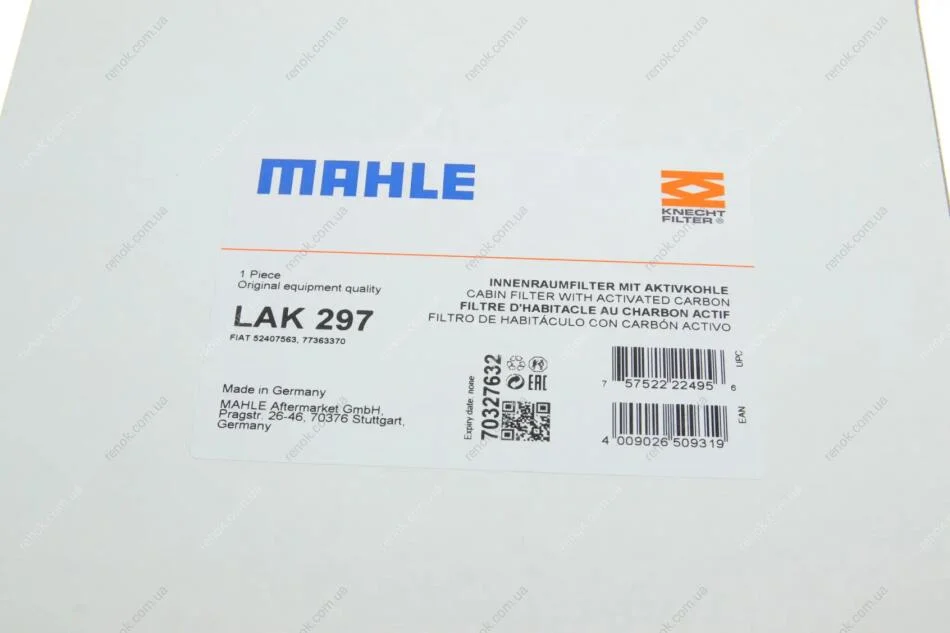 MAHLE
KNECHT
FILTER®
1 Piece
Original equipment quality
LAK 297
FIAT 52407563, 77363370
INNENRAUMFILTER MIT AKTIVKOHLE
CABIN FILTER WITH ACTIVATED CARBON
FILTRE D'HABITACLE AU CHARBON ACTIF
FILTRO DE HABITÁCULO CON CARBÓN ACTIVO
Made in Germany
MAHLE Aftermarket GmbH,
Pragstr. 26-46, 70376 Stuttgart,
Germany
Expiry date: none
70327632
EAC
7 57522 22495 6
UPC
4 009026 509319
EAN
renok.com.ua